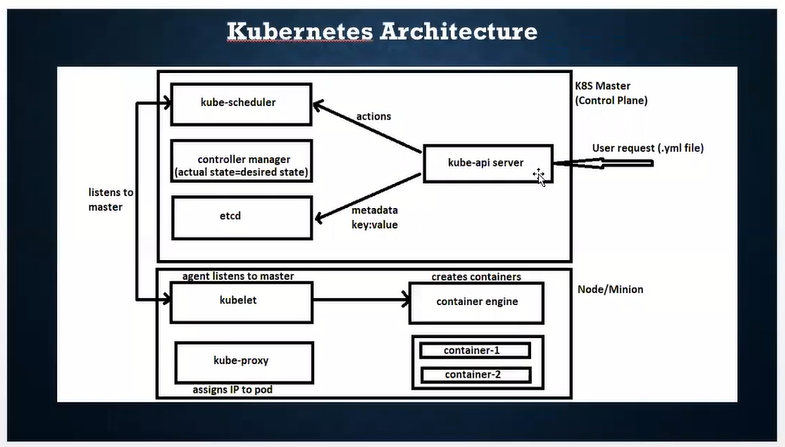 Kubernetes Architecture
K8S Master
(Control Plane)
kube-scheduler
actions
controller manager
(actual state=desired state)
kube-api server
User request (.yml file)
listens to
master
etcd
metadata
key:value
agent listens to master
creates containers
kubelet
container engine
Node/Minion
kube-proxy
assigns IP to pod
container-1
container-2